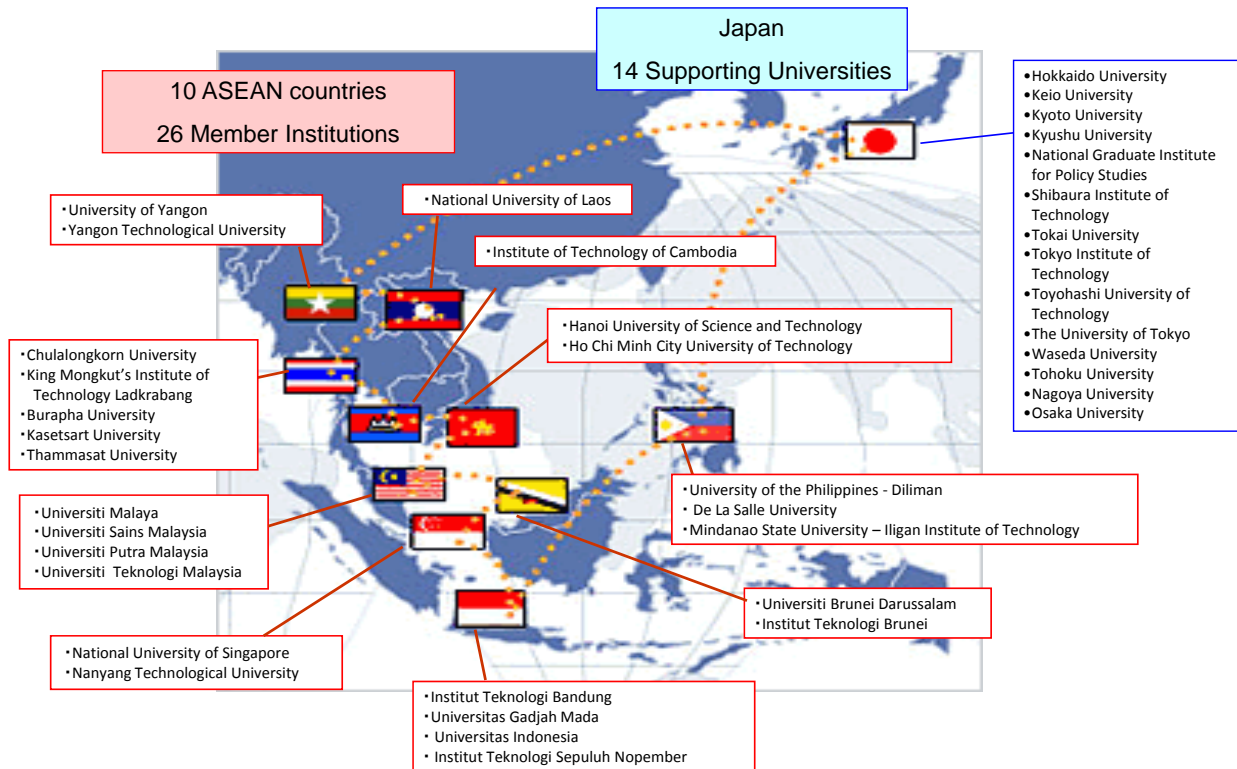 Japan
14 Supporting Universities
10 ASEAN countries
26 Member Institutions
•Hokkaido University
•Keio University
•Kyoto University
•Kyushu University
•National Graduate Institute
for Policy Studies
•Shibaura Institute of
Technology
•Tokai University
•Tokyo Institute of
Technology
•Toyohashi University of
Technology
•The University of Tokyo
•Waseda University
•Tohoku University
•Nagoya University
•Osaka University
・University of Yangon
・Yangon Technological University
・National University of Laos
・Institute of Technology of Cambodia
・Hanoi University of Science and Technology
・Ho Chi Minh City University of Technology
・Chulalongkorn University
・King Mongkut’s Institute of
Technology Ladkrabang
・Burapha University
・Kasetsart University
・Thammasat University
・Universiti Malaya
・Universiti Sains Malaysia
・Universiti Putra Malaysia
・Universiti Teknologi Malaysia
・University of the Philippines - Diliman
・ De La Salle University
・Mindanao State University – Iligan Institute of Technology
・Universiti Brunei Darussalam
・Institut Teknologi Brunei
・National University of Singapore
・Nanyang Technological University
・Institut Teknologi Bandung
・Universitas Gadjah Mada
・ Universitas Indonesia
・ Institut Teknologi Sepuluh Nopember